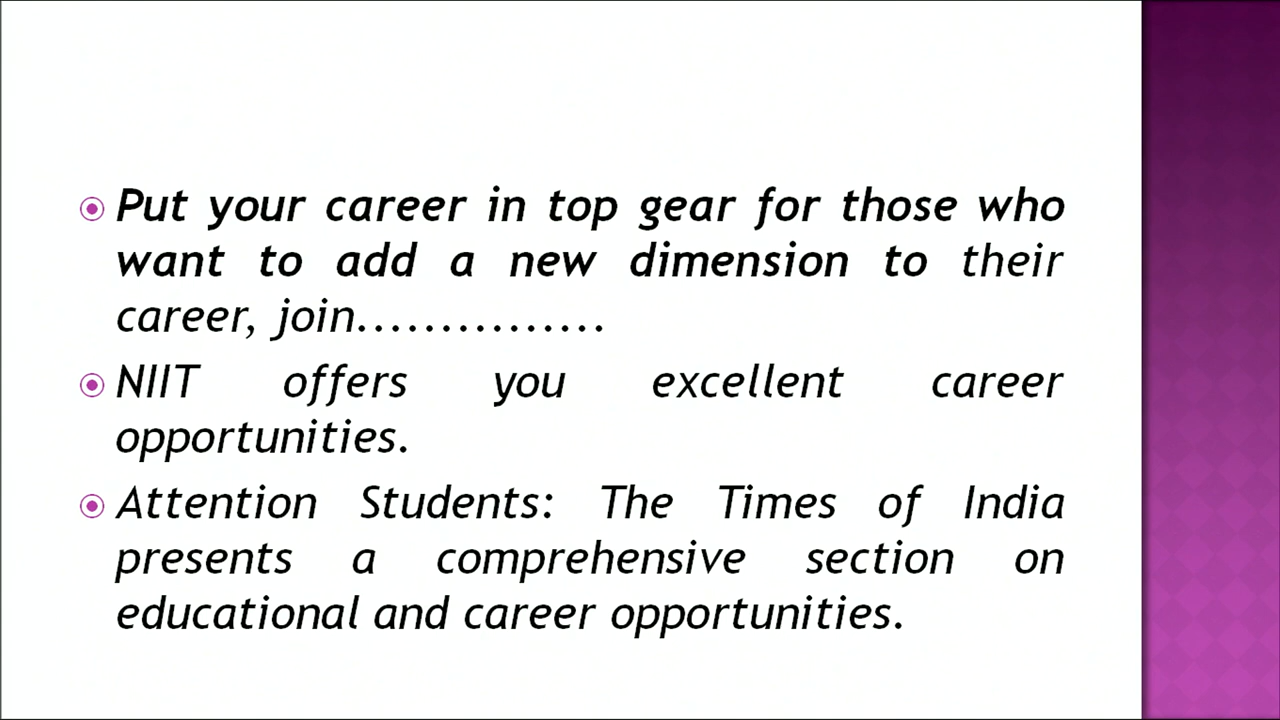 Put your career in top gear for those who
want to add a new dimension to their
career, join...............
NIIT offers you excellent career
opportunities.
Attention Students: The Times of India
presents a comprehensive section on
educational and career opportunities.